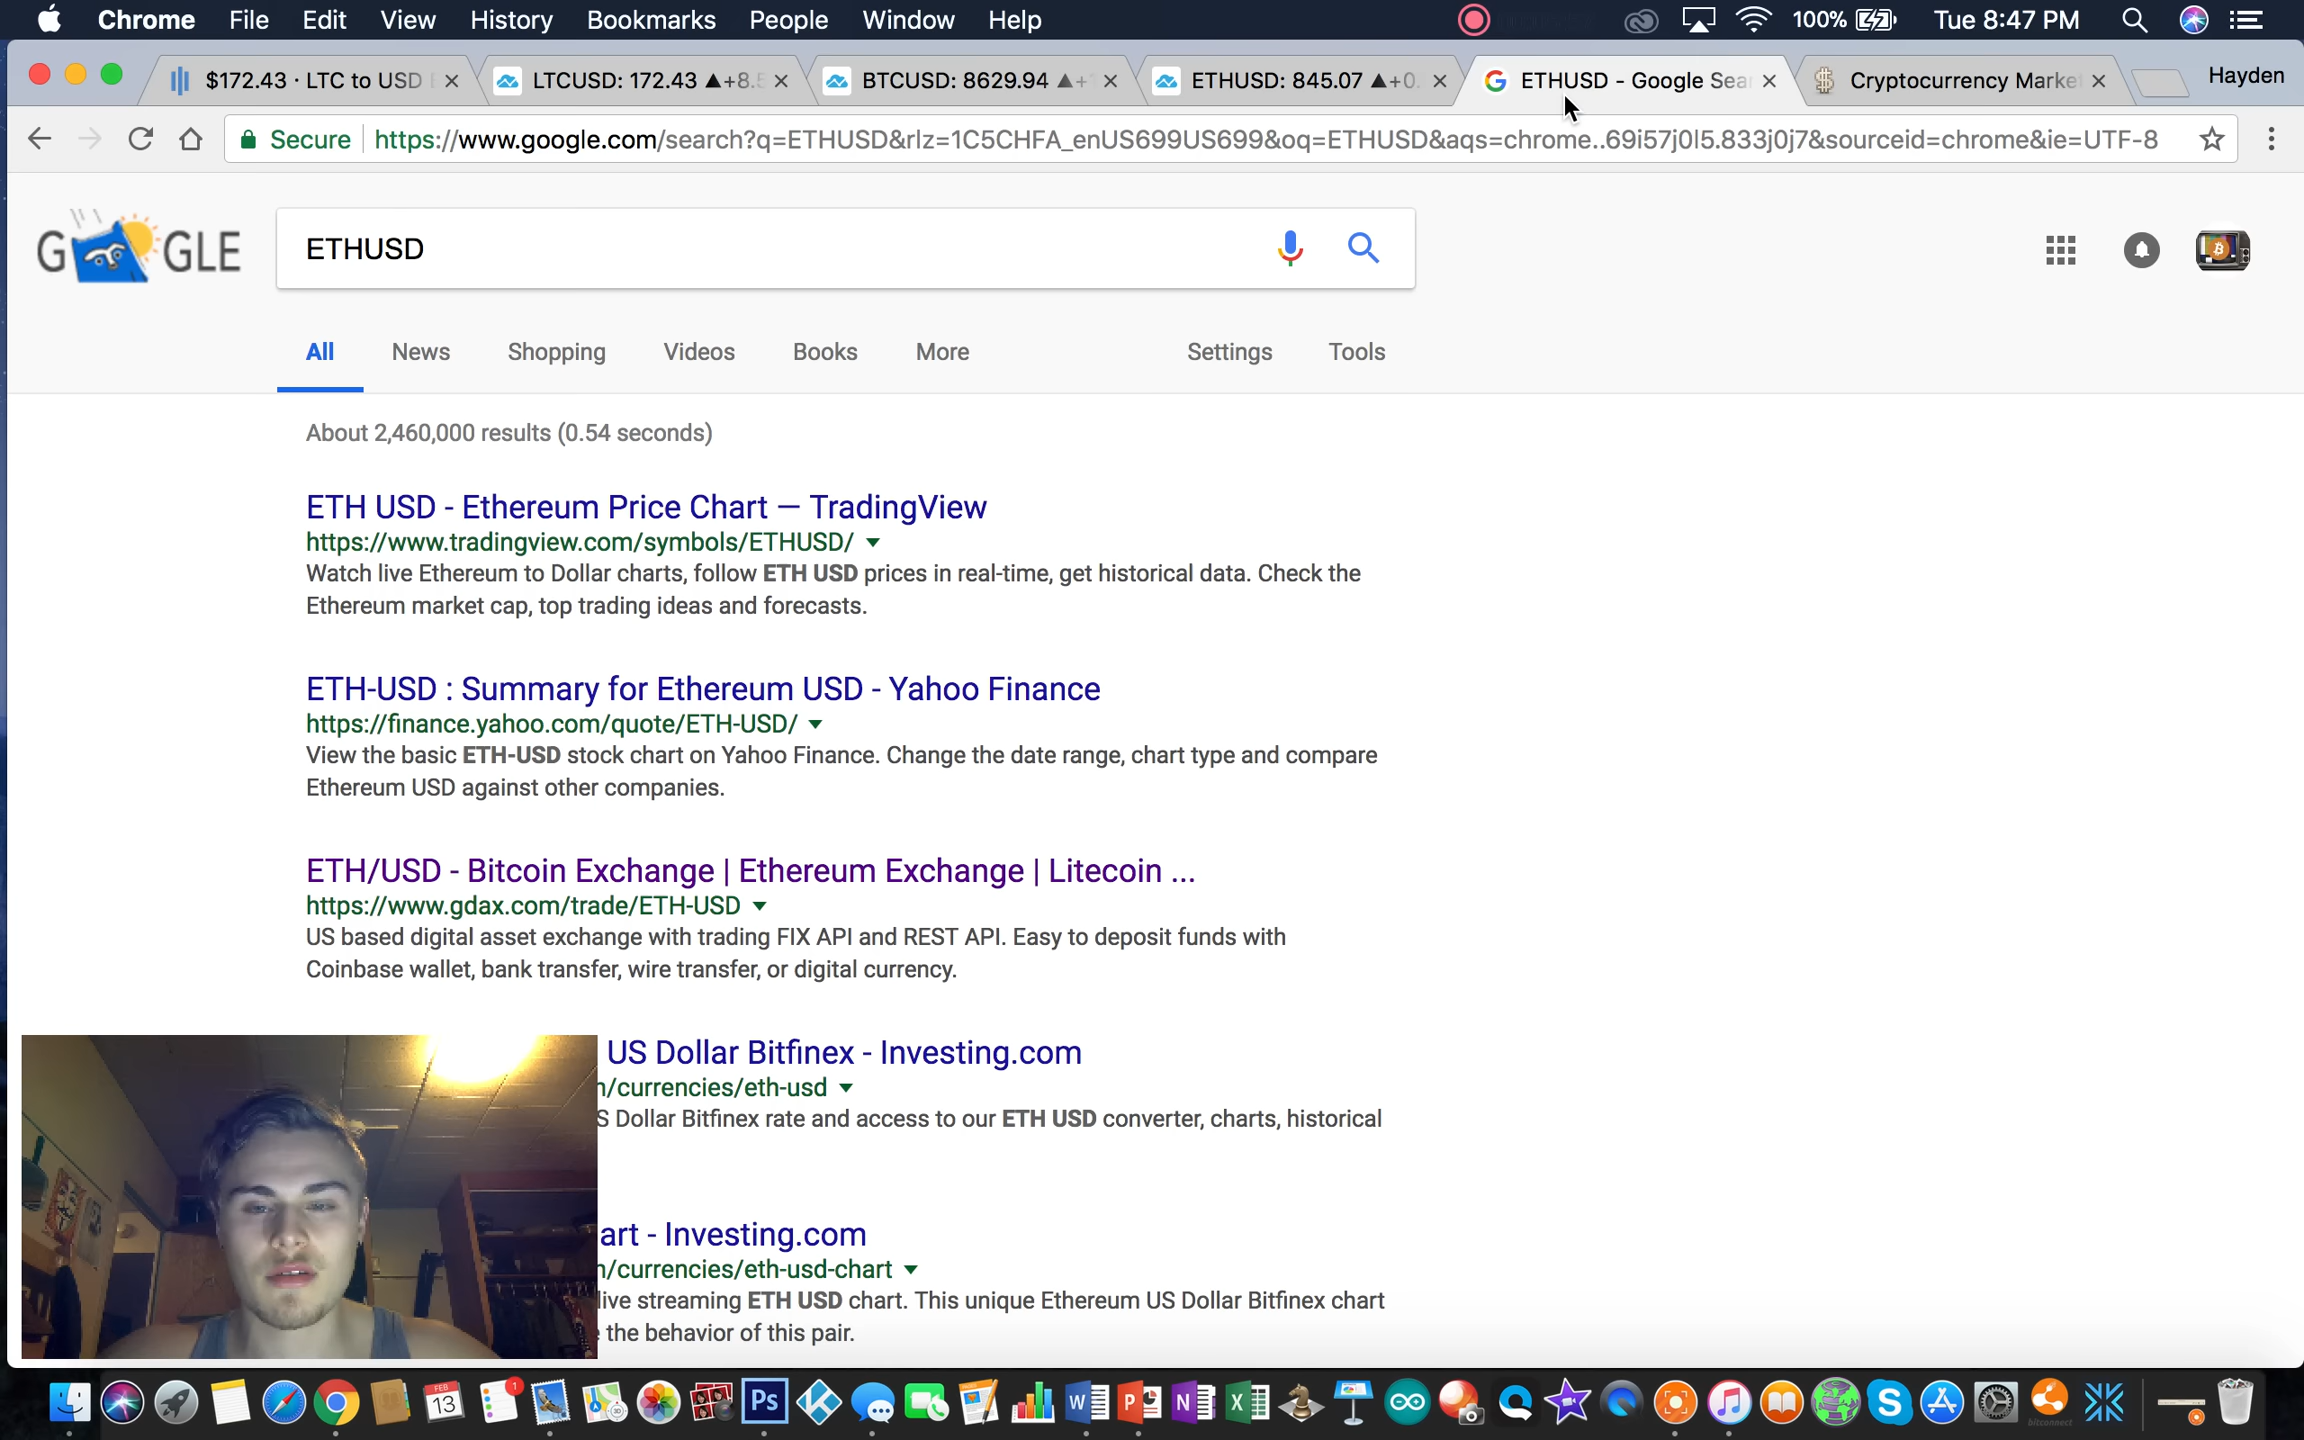 Chrome File Edit View History Bookmarks People Window Help 100% Tue 8:47 PM
$172.43 · LTC to USD LTCUSD: 172.43 ▲+8.5 BTCUSD: 8629.94 ▲+ ETHUSD: 845.07 ▲+0. ETHUSD - Google Sea Cryptocurrency Marke Hayden
Secure https://www.google.com/search?q=ETHUSD&rlz=1C5CHFA_enUS699US699&oq=ETHUSD&aqs=chrome..69i57j0l5.833j0j7&sourceid=chrome&ie=UTF-8
G GLE ETHUSD
All News Shopping Videos Books More Settings Tools
About 2,460,000 results (0.54 seconds)
ETH USD - Ethereum Price Chart — TradingView
https://www.tradingview.com/symbols/ETHUSD/
Watch live Ethereum to Dollar charts, follow ETH USD prices in real-time, get historical data. Check the
Ethereum market cap, top trading ideas and forecasts.
ETH-USD : Summary for Ethereum USD - Yahoo Finance
https://finance.yahoo.com/quote/ETH-USD/
View the basic ETH-USD stock chart on Yahoo Finance. Change the date range, chart type and compare
Ethereum USD against other companies.
ETH/USD - Bitcoin Exchange | Ethereum Exchange | Litecoin ...
https://www.gdax.com/trade/ETH-USD
US based digital asset exchange with trading FIX API and REST API. Easy to deposit funds with
Coinbase wallet, bank transfer, wire transfer, or digital currency.
US Dollar Bitfinex - Investing.com
/currencies/eth-usd
S Dollar Bitfinex rate and access to our ETH USD converter, charts, historical
art - Investing.com
/currencies/eth-usd-chart
live streaming ETH USD chart. This unique Ethereum US Dollar Bitfinex chart
the behavior of this pair.
FEB
13
1
Ps
bitconnect